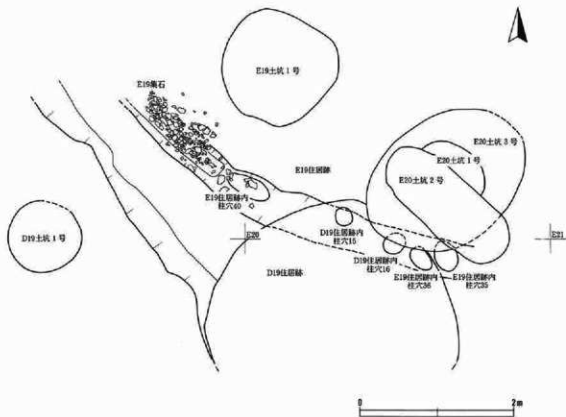 E19集石
E19土坑1号
E20土坑3号
E20土坑1号
E20土坑2号
E19住居跡
E19住居跡内
柱穴40
D19住居跡内
柱穴15
D19土坑1号
E20
E21
D19住居跡
D19住居跡内
柱穴16
E19住居跡内
柱穴36
E19住居跡内
柱穴35
0
2m